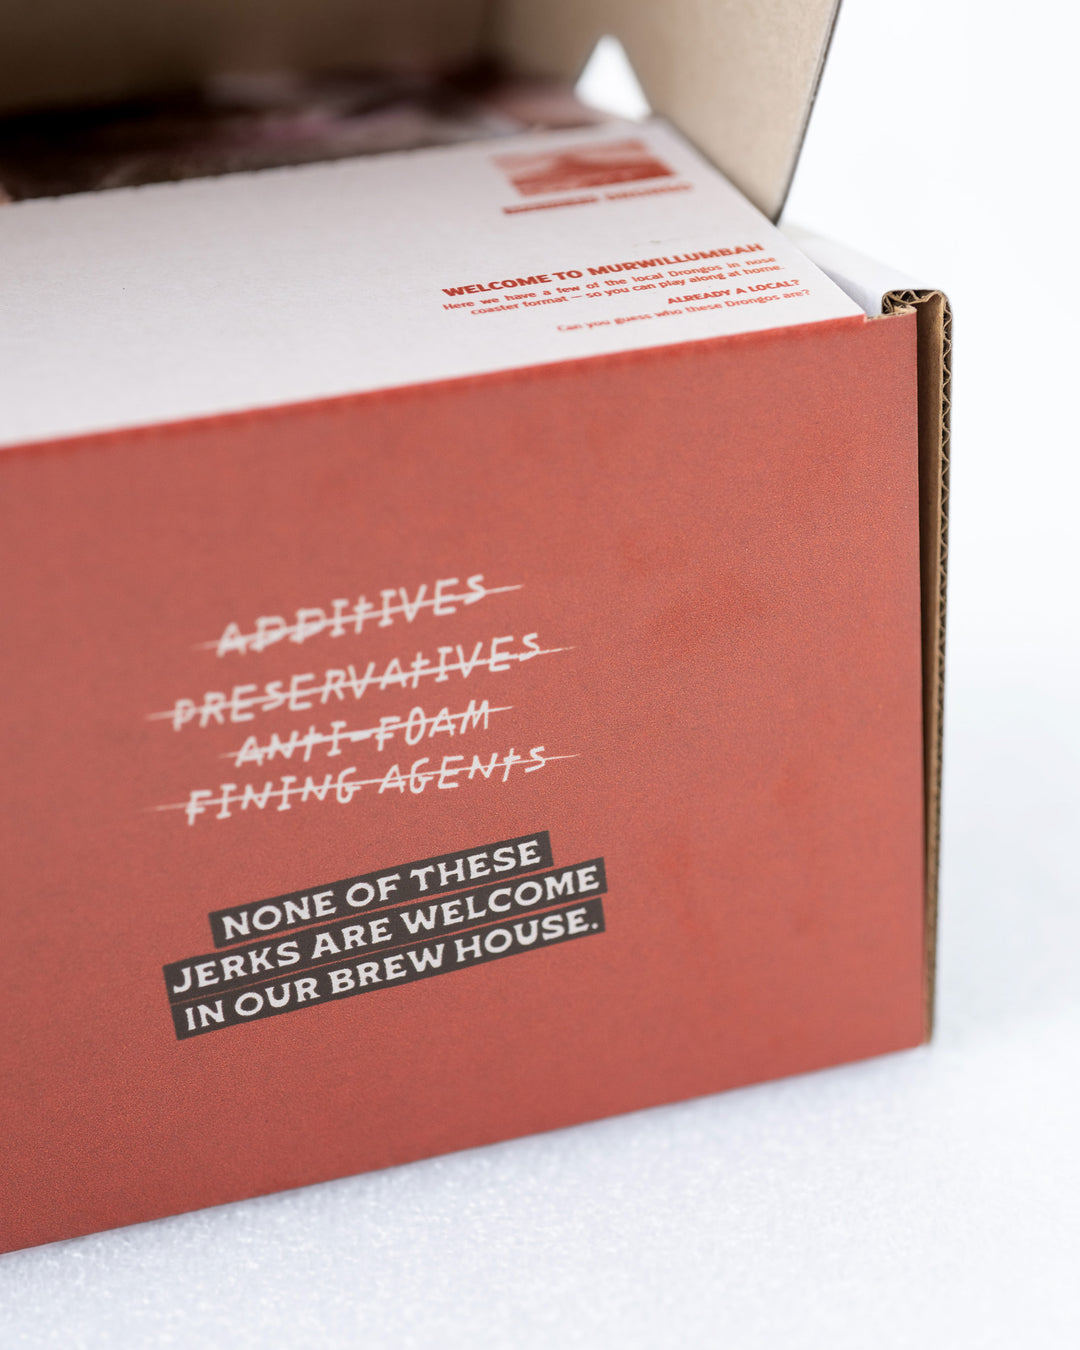 WELCOME TO MURWILLUMBAH
Here we have a few of the local Drongos in nose
coaster format — so you can play along at home.
ALREADY A LOCAL?
Can you guess who these Drongos are?
ADDITIVES
PRESERVATIVES
ANTI-FOAM
FINING AGENTS
NONE OF THESE
JERKS ARE WELCOME
IN OUR BREW HOUSE.